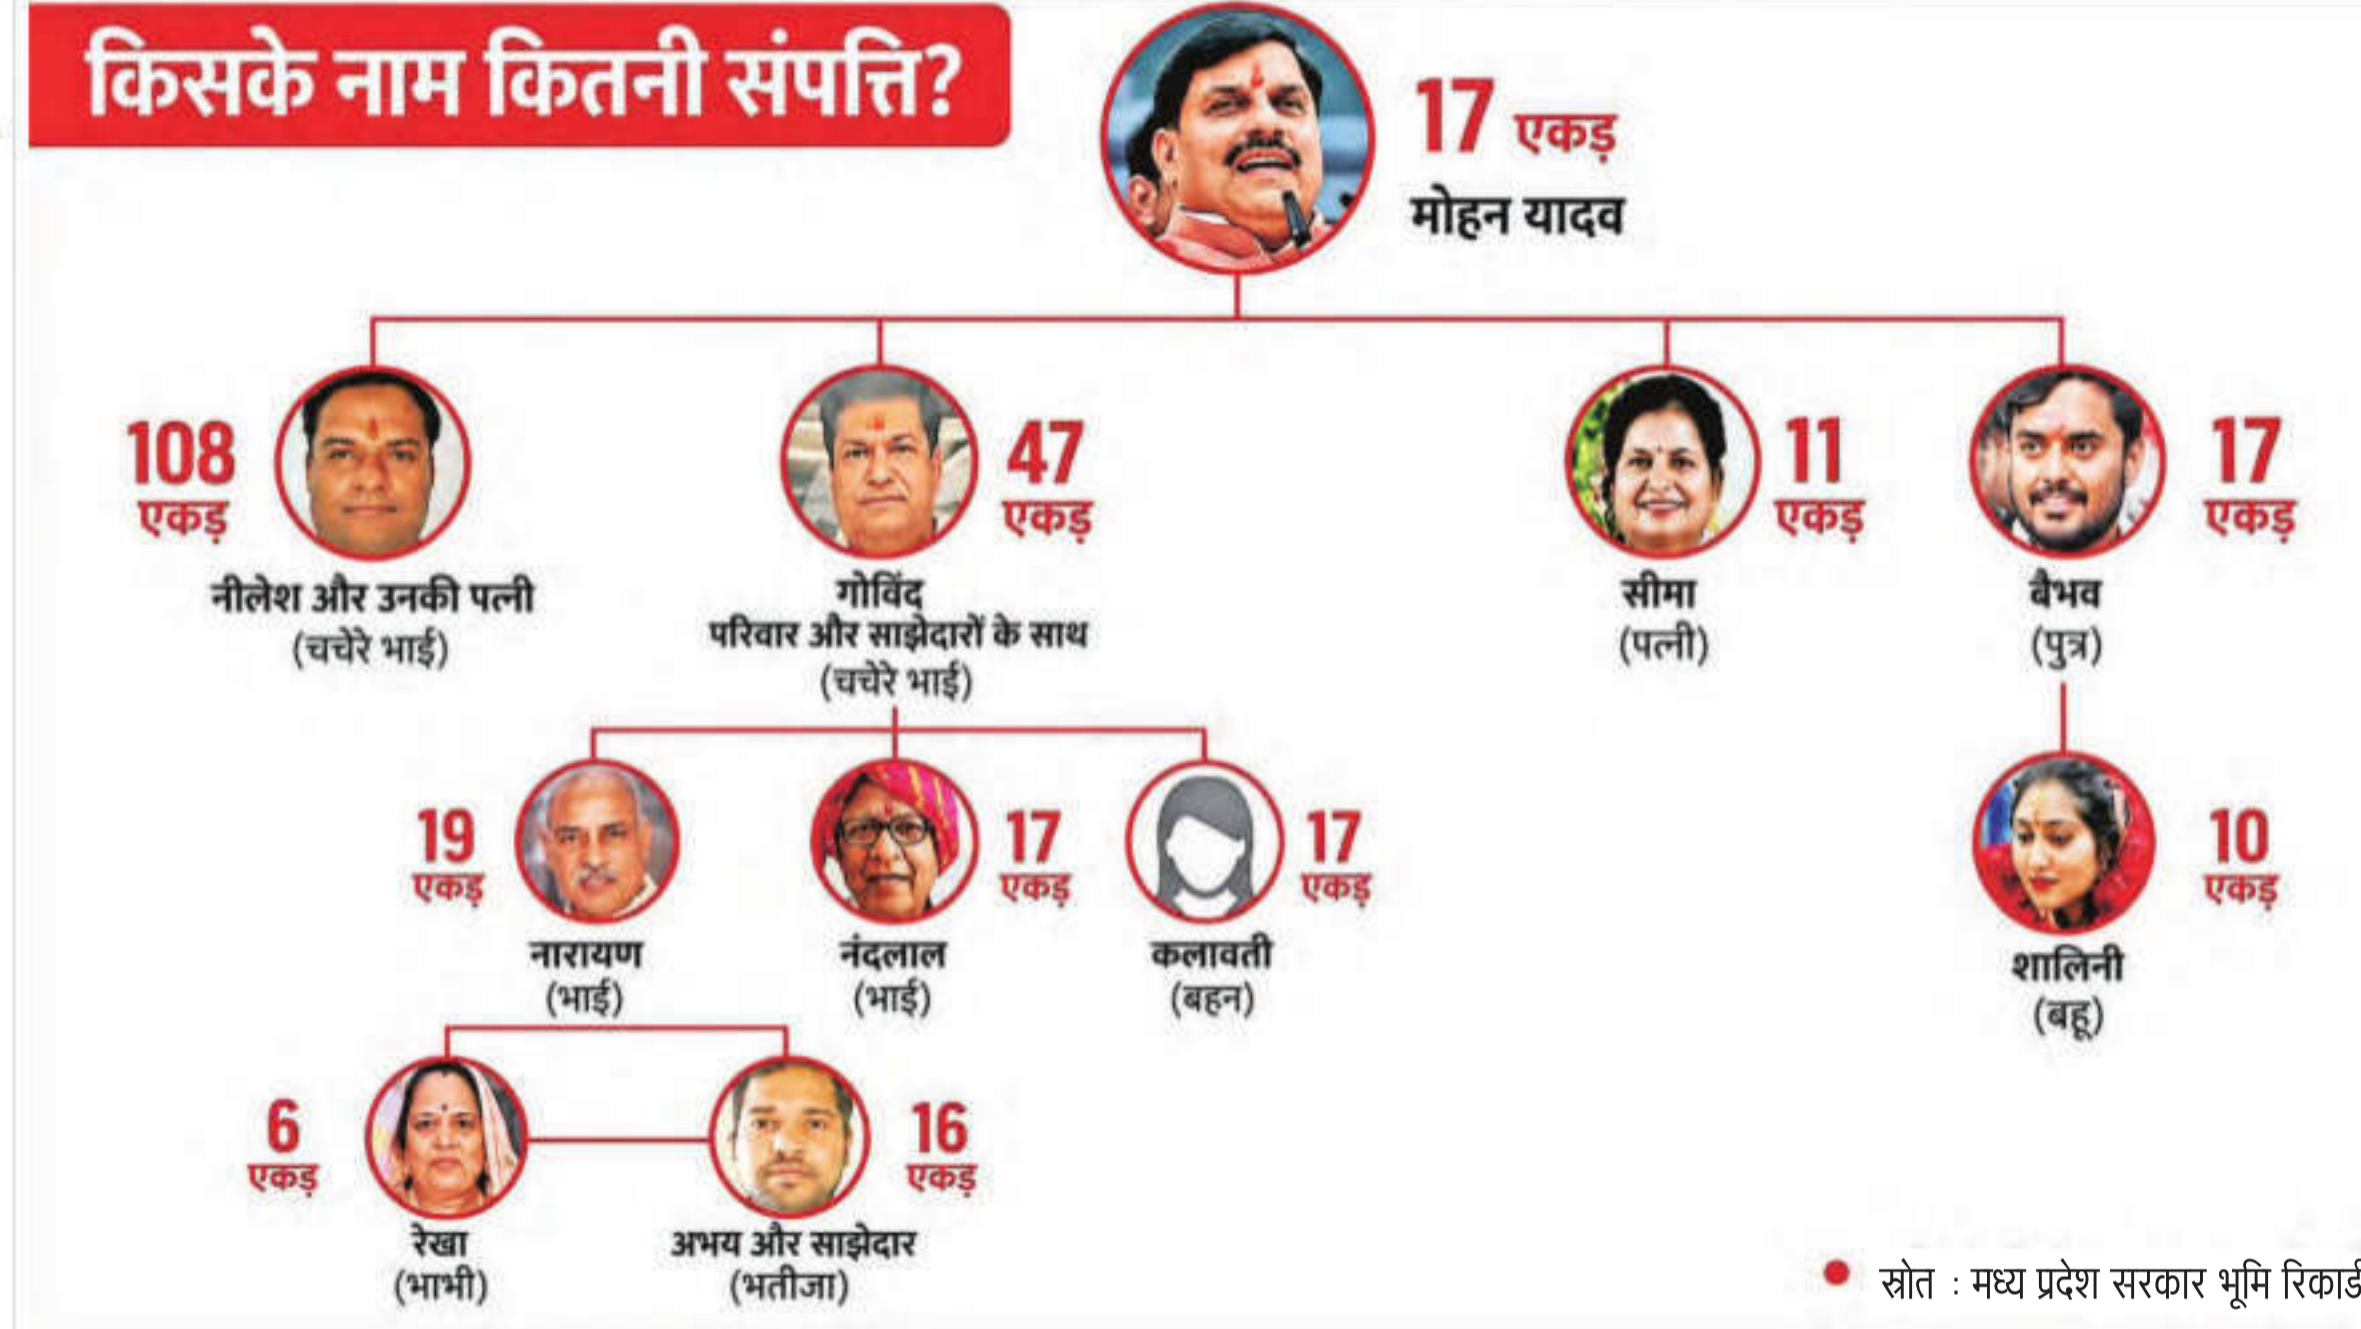 किसके नाम कितनी संपत्ति?
17 एकड़
मोहन यादव
108
एकड़
नीलेश और उनकी पत्नी
(चचेरे भाई)
47
एकड़
गोविंद
परिवार और साझेदारों के साथ
(चचेरे भाई)
11
एकड़
सीमा
(पत्नी)
17
एकड़
बैभव
(पुत्र)
19
एकड़
नारायण
(भाई)
17
एकड़
नंदलाल
(भाई)
17
एकड़
कलावती
(बहन)
10
एकड़
शालिनी
(बहू)
6
एकड़
रेखा
(भाभी)
16
एकड़
अभय और साझेदार
(भतीजा)
स्रोत : मध्य प्रदेश सरकार भूमि रिकार्ड